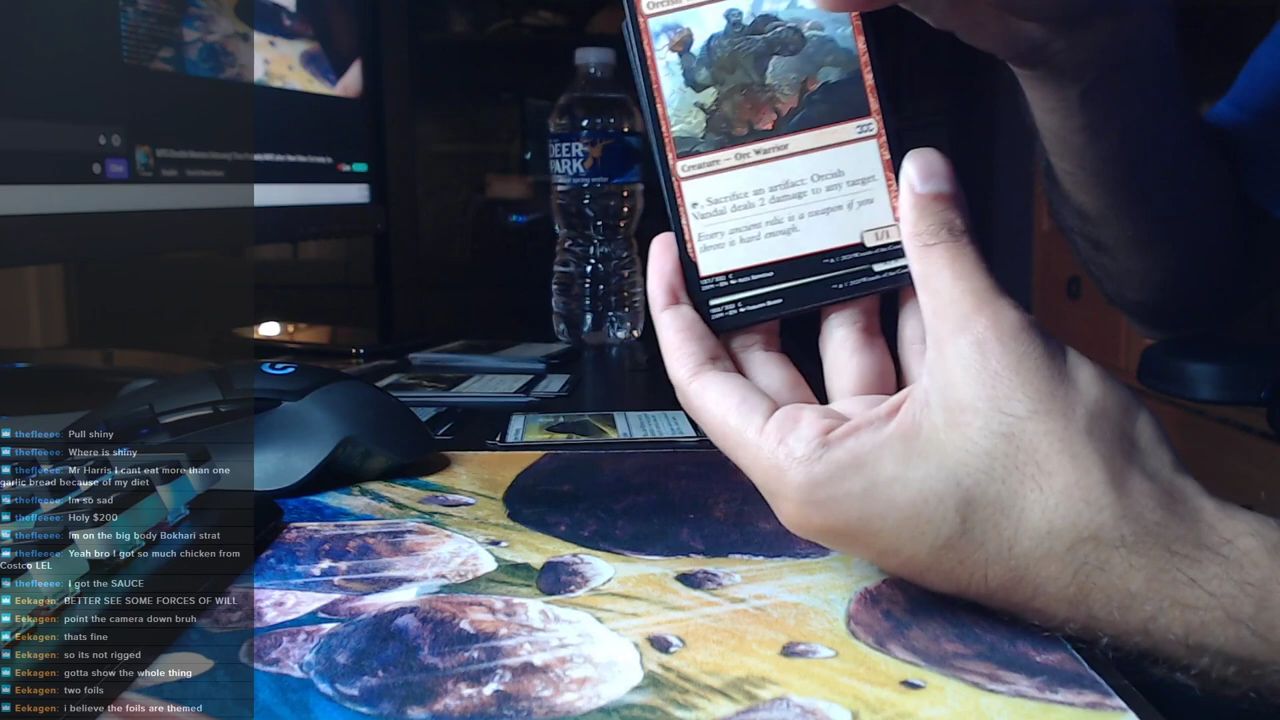 Orcish
Creature — Orc Warrior
, Sacrifice an artifact: Orcish
Vandal deals 2 damage to any target.
Every ancient relic is a weapon if you
throw is hard enough.
1/1
DEER
PARK
G
thefleeee: Pull shiny
thefleeee: Where is shiny
thefleeee: Mr Harris I cant eat more than one
garlic bread because of my diet
thefleeee: Im so sad
thefleeee: Holy $200
thefleeee: Im on the big body Bokhari strat
thefleeee: Yeah bro I got so much chicken from
Costco LEL
thefleeee: I got the SAUCE
Eekagen: BETTER SEE SOME FORCES OF WILL
Eekagen: point the camera down bruh
Eekagen: thats fine
Eekagen: so its not rigged
Eekagen: gotta show the whole thing
Eekagen: two foils
Eekagen: i believe the foils are themed